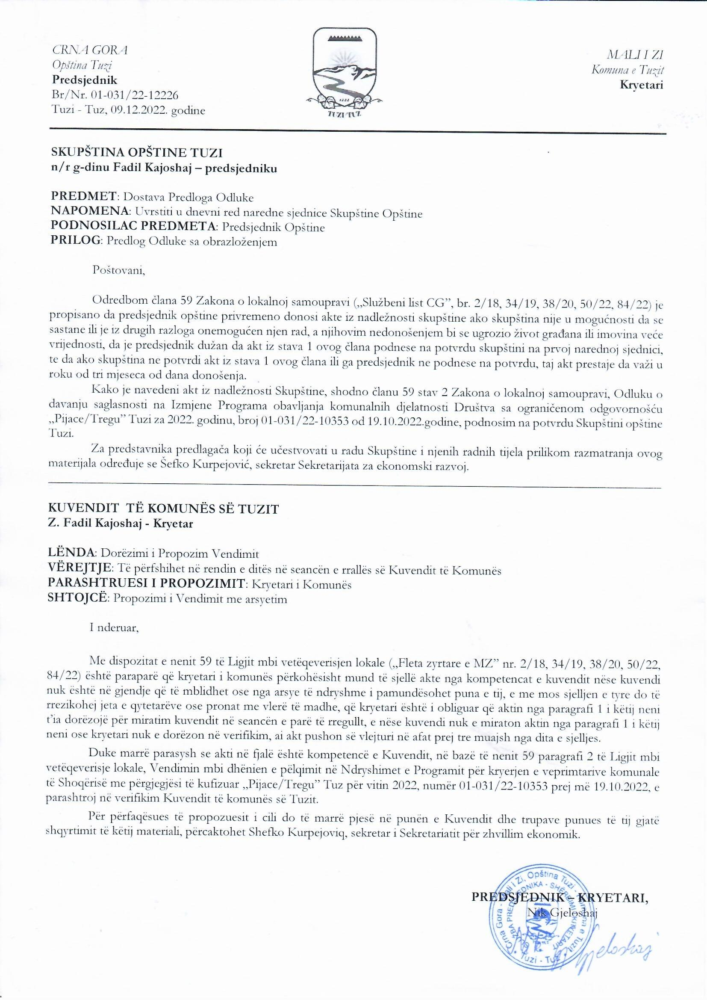 CRNA GORA
Opština Tuzi
Predsjednik
Br/Nr. 01-031/22-12226
Tuzi - Tuz, 09.12.2022. godine
1222
TUZI TUZ
MALI I ZI
Komuna e Tuzit
Kryetari
SKUPŠTINA OPŠTINE TUZI
n/r g-dinu Fadil Kajoshaj – predsjedniku
PREDMET: Dostava Predloga Odluke
NAPOMENA: Uvrstiti u dnevni red naredne sjednice Skupštine Opštine
PODNOSILAC PREDMETA: Predsjednik Opštine
PRILOG: Predlog Odluke sa obrazloženjem
Poštovani,
Odredbom člana 59 Zakona o lokalnoj samoupravi („Službeni list CG”, br. 2/18, 34/19, 38/20, 50/22, 84/22) je
propisano da predsjednik opštine privremeno donosi akte iz nadležnosti skupštine ako skupština nije u mogućnosti da se
sastane ili je iz drugih razloga onemogućen njen rad, a njihovim nedonošenjem bi se ugrozio život građana ili imovina veće
vrijednosti, da je predsjednik dužan da akt iz stava 1 ovog člana podnese na potvrdu skupštini na prvoj narednoj sjednici,
te da ako skupština ne potvrdi akt iz stava 1 ovog člana ili ga predsjednik ne podnese na potvrdu, taj akt prestaje da važi u
roku od tri mjeseca od dana donošenja.
Kako je navedeni akt iz nadležnosti Skupštine, shodno članu 59 stav 2 Zakona o lokalnoj samoupravi, Odluku o
davanju saglasnosti na Izmjene Programa obavljanja komunalnih djelatnosti Društva sa ograničenom odgovornošću
„Pijace/Tregu” Tuzi za 2022. godinu, broj 01-031/22-10353 od 19.10.2022.godine, podnosim na potvrdu Skupštini opštine
Tuzi.
Za predstavnika predlagača koji će učestvovati u radu Skupštine i njenih radnih tijela prilikom razmatranja ovog
materijala određuje se Šefko Kurpejović, sekretar Sekretarijata za ekonomski razvoj.
KUVENDIT TË KOMUNËS SË TUZIT
Z. Fadil Kajoshaj - Kryetar
LËNDA: Dorëzimi i Propozim Vendimit
VËREJTJE: Të përfshihet në rendin e ditës në seancën e rrallës së Kuvendit të Komunës
PARASHTRUESI I PROPOZIMIT: Kryetari i Komunës
SHTOJCË: Propozimi i Vendimit me arsyetim
I nderuar,
Me dispozitat e nenit 59 të Ligjit mbi vetëqeverisjen lokale („Fleta zyrtare e MZ” nr. 2/18, 34/19, 38/20, 50/22,
84/22) është paraparë që kryetari i komunës përkohësisht mund të sjellë akte nga kompetencat e kuvendit nëse kuvendi
nuk është në gjendje që të mblidhet ose nga arsye të ndryshme i pamundësohet puna e tij, e me mos sjelljen e tyre do të
rrezikohej jeta e qytetarëve ose pronat me vlerë të madhe, që kryetari është i obliguar që aktin nga paragrafi 1 i këtij neni
t’ia dorëzojë për miratim kuvendit në seancën e parë të rregullt, e nëse kuvendi nuk e miraton aktin nga paragrafi 1 i këtij
neni ose kryetari nuk e dorëzon në verifikim, ai akt pushon së vlejturi në afat prej tre muajsh nga dita e sjelljes.
Duke marrë parasysh se akti në fjalë është kompetencë e Kuvendit, në bazë të nenit 59 paragrafi 2 të Ligjit mbi
vetëqeverisje lokale, Vendimin mbi dhënien e pëlqimit në Ndryshimet e Programit për kryerjen e veprimtarive komunale
të Shoqërisë me përgjegjësi të kufizuar „Pijace/Tregu” Tuz për vitin 2022, numër 01-031/22-10353 prej më 19.10.2022, e
parashtroj në verifikim Kuvendit të komunës së Tuzit.
Për përfaqësues të propozuesit i cili do të marrë pjesë në punën e Kuvendit dhe trupave punues të tij gjatë
shqyrtimit të këtij materiali, përcaktohet Shefko Kurpejoviq, sekretar i Sekretariatit për zhvillim ekonomik.
PREDSJEDNIK – KRYETARI,
Nik Gjeloshaj
Crna Gora - Mali i Zi, Opština Tuzi - Komuna e Tuzit
Tuzi - Tuz
Nik Gjeloshaj